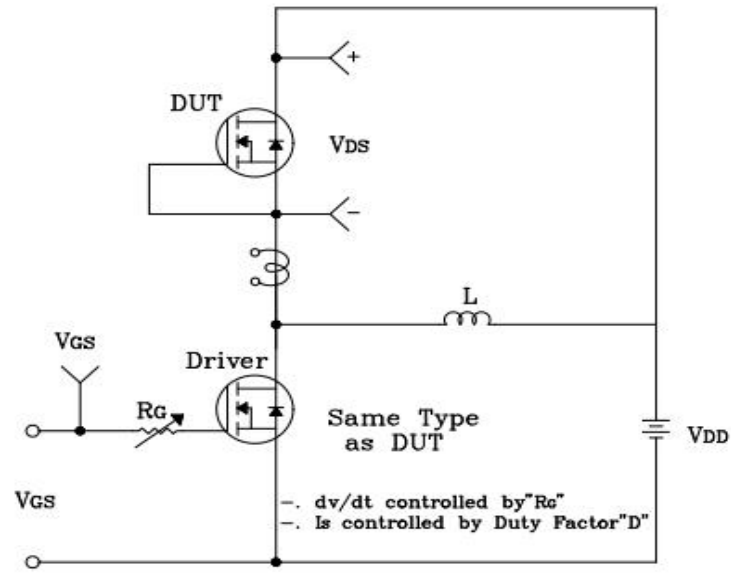 +
DUT
VDS
-
L
VGS
Driver
RG
Same Type
as DUT
VDD
VGS
-. dv/dt controlled by"RG"
-. Is controlled by Duty Factor"D"